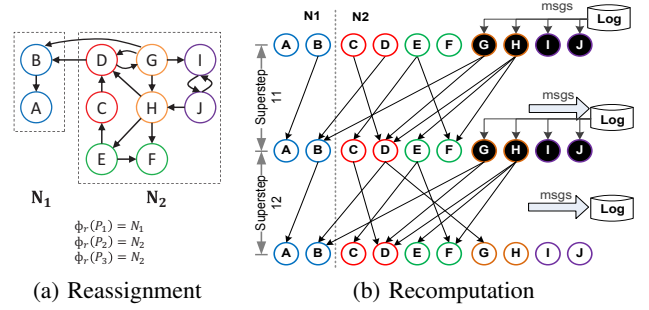 B
D
G
I
A
C
H
J
E
F
N1
N2
ϕr(P1) = N1
ϕr(P2) = N2
ϕr(P3) = N2
(a) Reassignment
N1 N2
msgs
Log
A B C D E F G H I J
Superstep 11
msgs
Log
A B C D E F G H I J
Superstep 12
msgs
Log
A B C D E F G H I J
(b) Recomputation